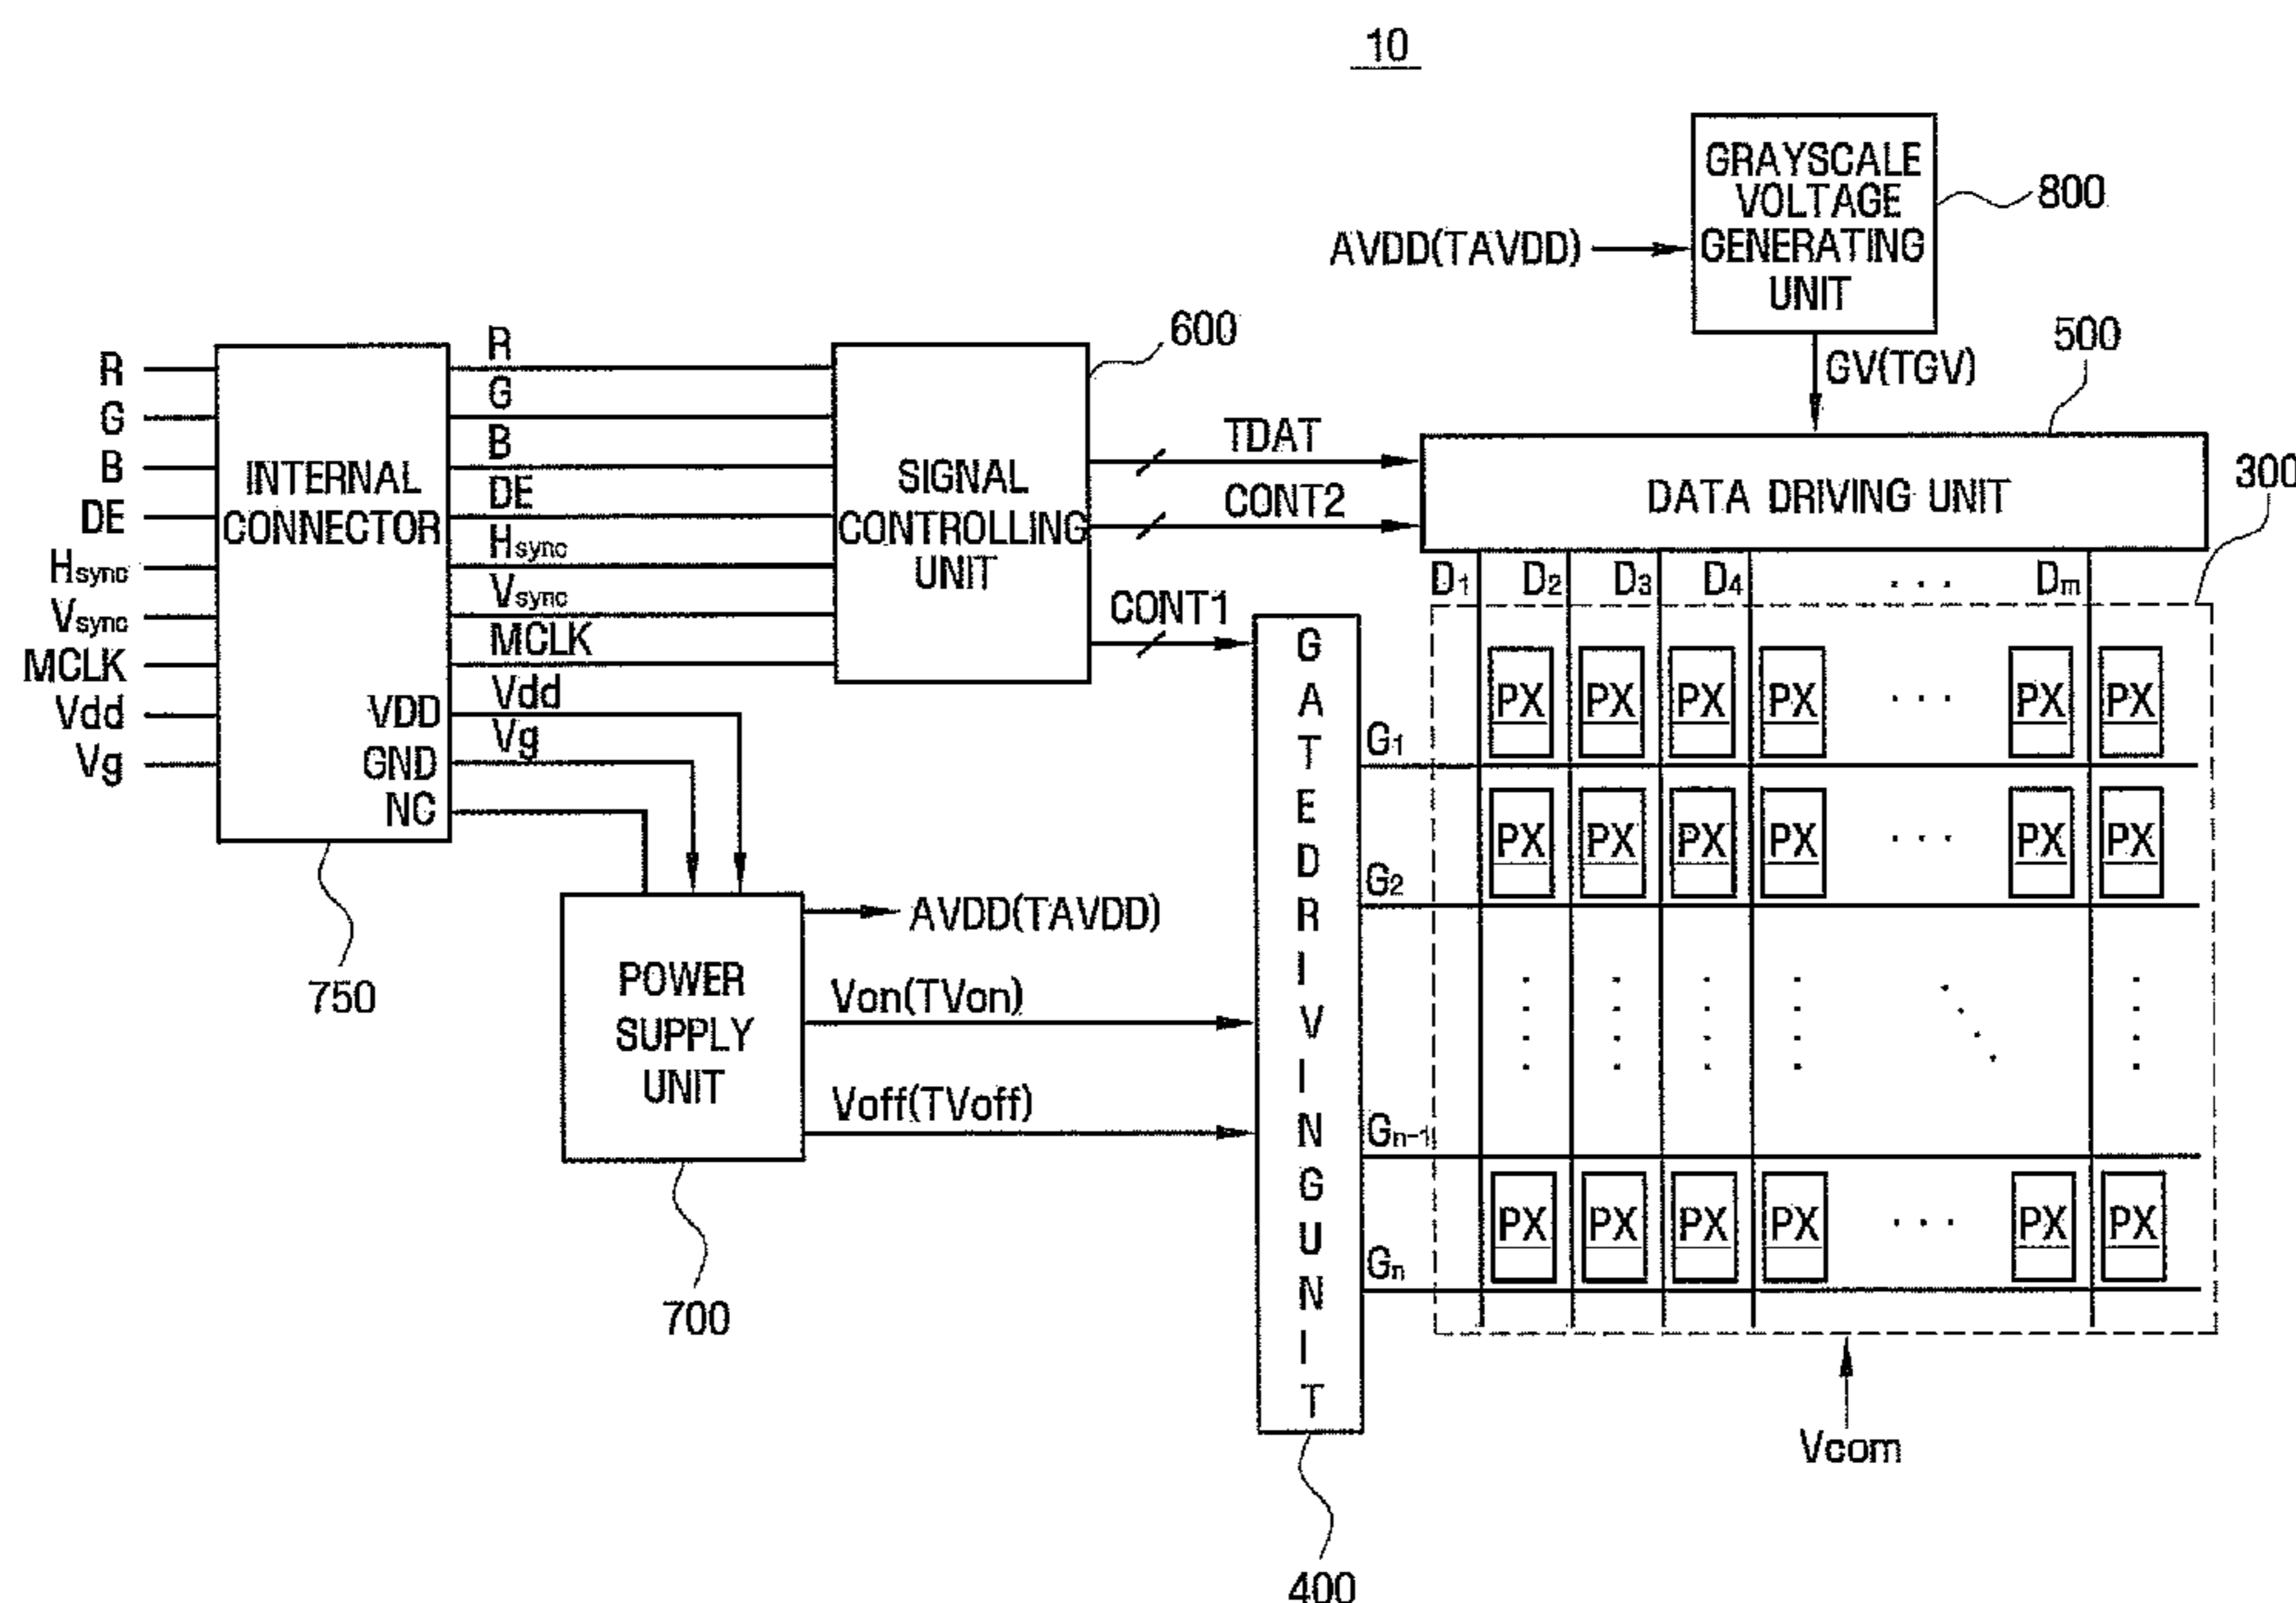 10
GRAYSCALE
VOLTAGE
GENERATING
UNIT
800
AVDD(TAVDD)
GV(TGV)
500
R
G
B
DE
Hsync
Vsync
MCLK
Vdd
Vg
INTERNAL
CONNECTOR
VDD
GND
NC
750
R
G
B
DE
Hsync
Vsync
MCLK
Vdd
Vg
SIGNAL
CONTROLLING
UNIT
600
TDAT
CONT2
CONT1
DATA DRIVING UNIT
300
D1 D2 D3 D4 ... Dm
PX PX PX PX ... PX PX
G1
PX PX PX PX ... PX PX
G2
Gn-1
PX PX PX PX ... PX PX
Gn
Vcom
GATE DRIVING UNIT
400
POWER
SUPPLY
UNIT
700
AVDD(TAVDD)
Von(TVon)
Voff(TVoff)